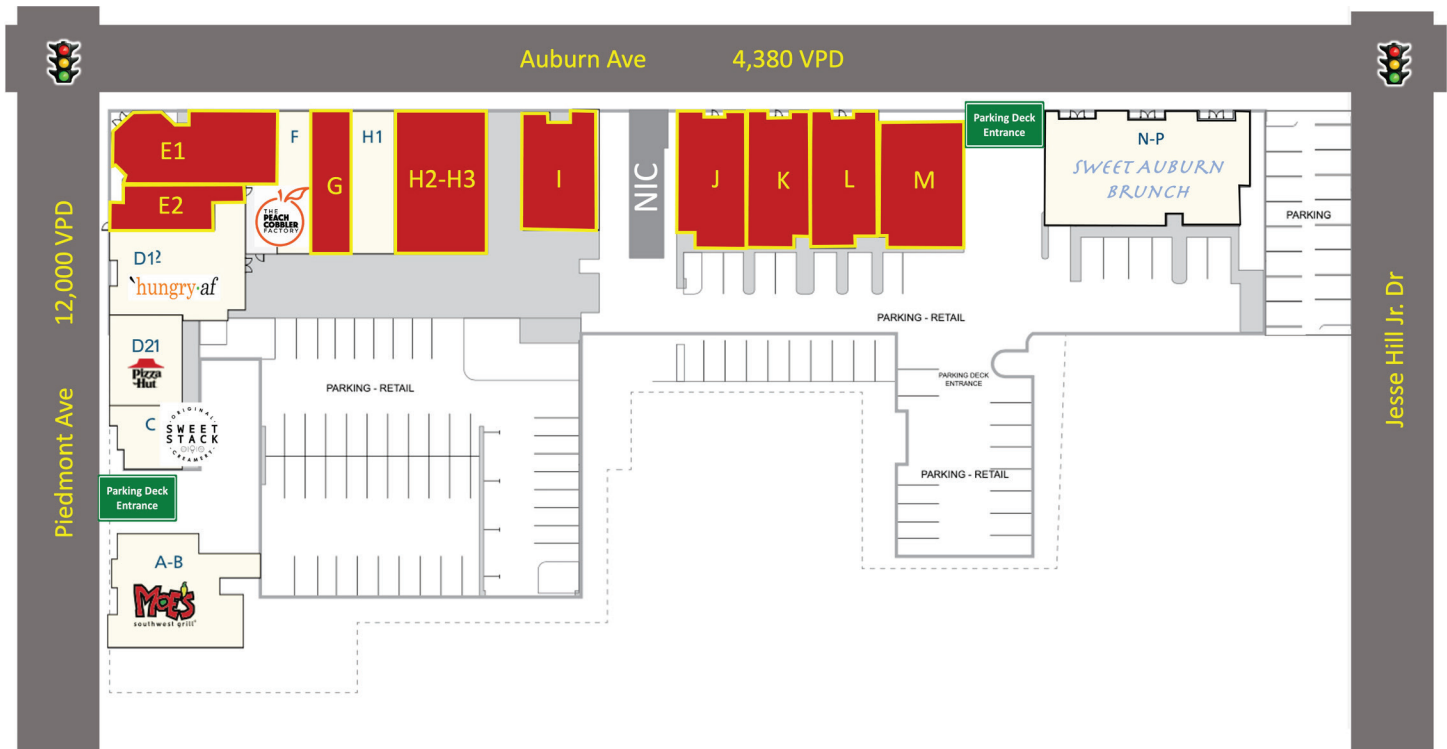 Auburn Ave 4,380 VPD
E1
F
G
H1
H2-H3
I
NIC
J
K
L
M
Parking Deck
Entrance
N-P
SWEET AUBURN
BRUNCH
PARKING
E2
THE
PEACH
COBBLER
FACTORY
D12
`hungry·af
D21
Pizza
Hut
C
ORIGINAL
SWEET
STACK
CREAMERY
Parking Deck
Entrance
A-B
MOE'S
southwest grill
PARKING - RETAIL
PARKING - RETAIL
PARKING DECK
ENTRANCE
PARKING - RETAIL
Piedmont Ave 12,000 VPD
Jesse Hill Jr. Dr